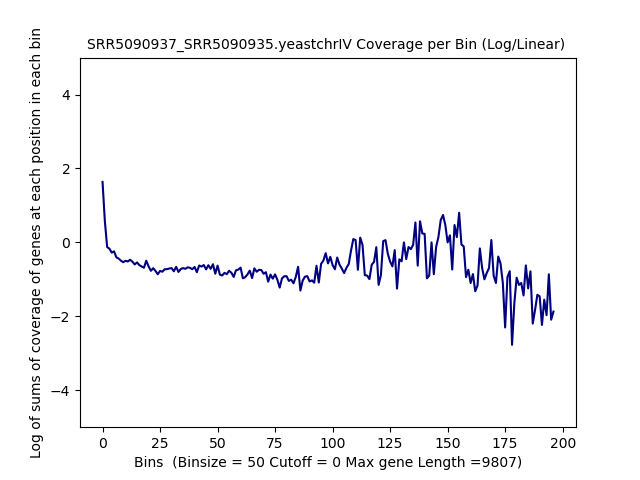 SRR5090937_SRR5090935.yeastchrIV Coverage per Bin (Log/Linear)
Log of sums of coverage of genes at each position in each bin
4
2
0
−2
−4
0 25 50 75 100 125 150 175 200
Bins  (Binsize = 50 Cutoff = 0 Max gene Length =9807)